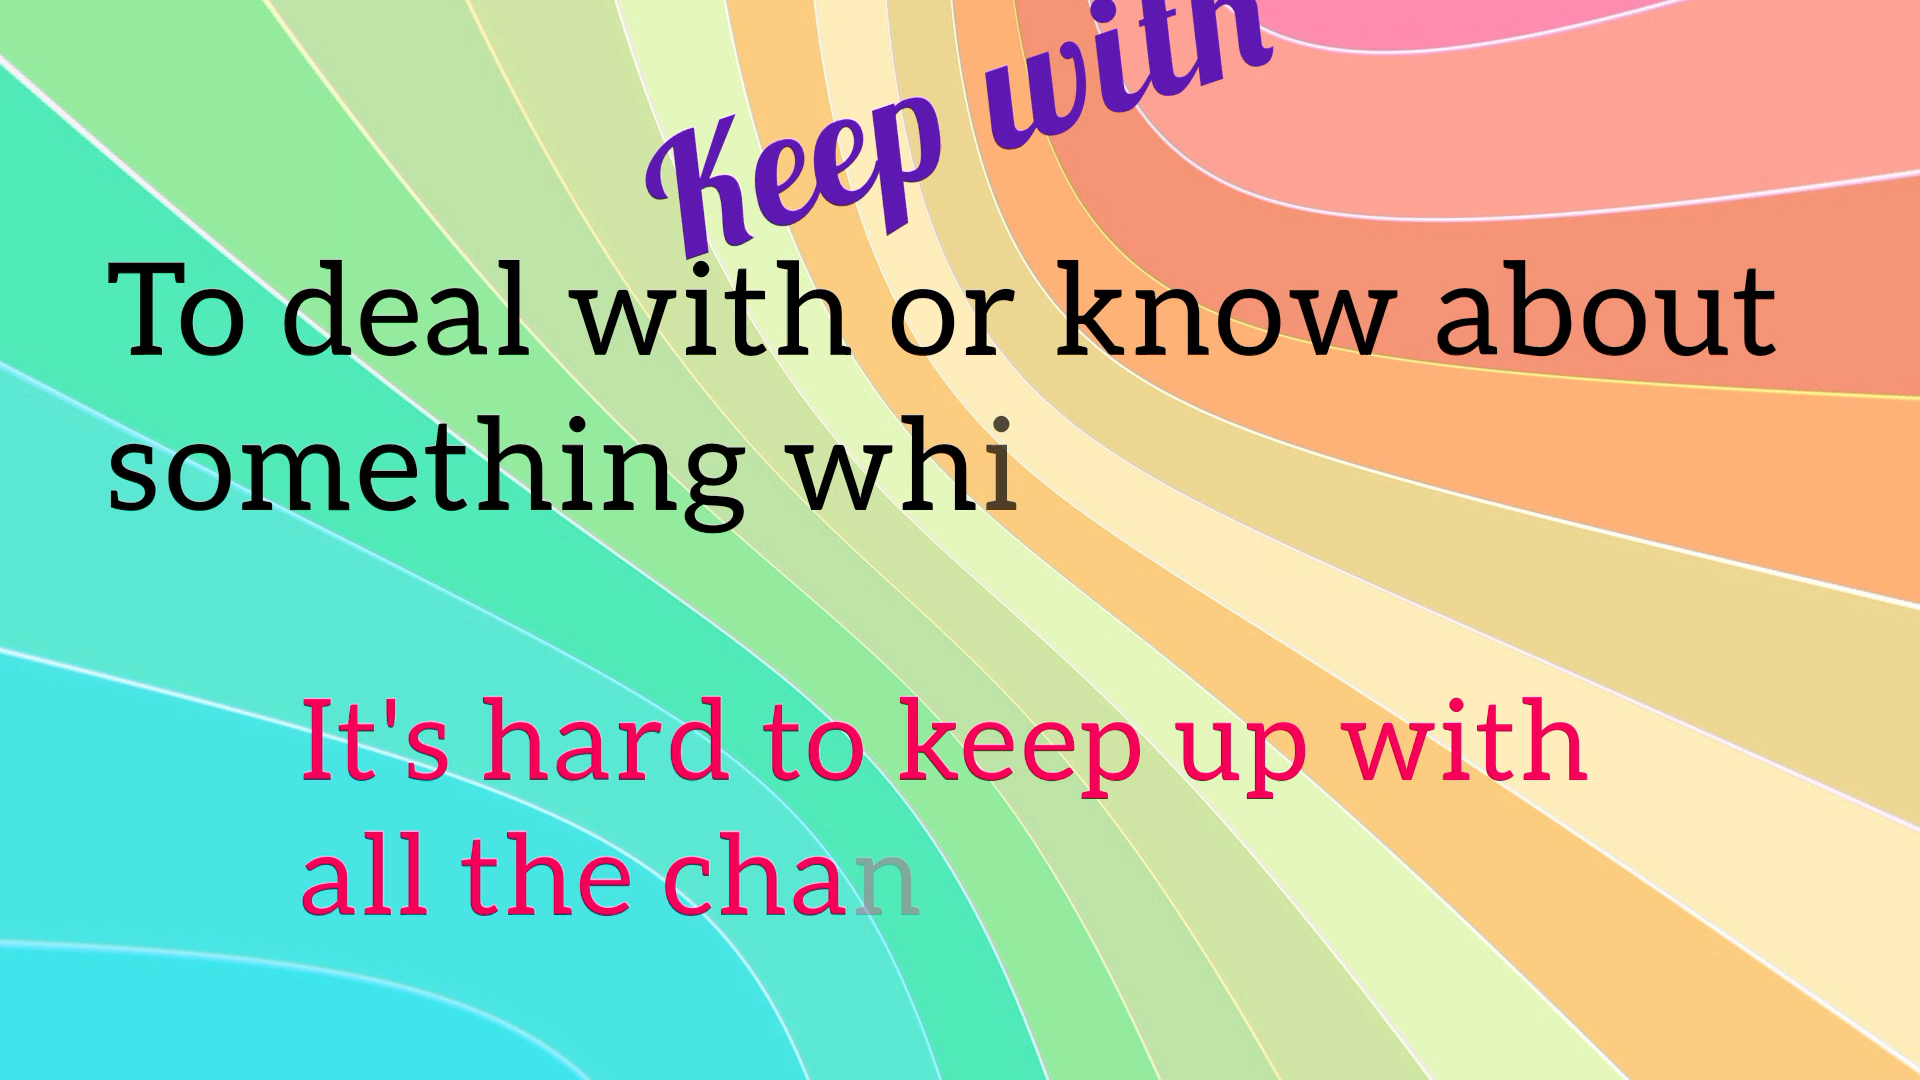 Keep with
To deal with or know about
something whi
It's hard to keep up with
all the chan